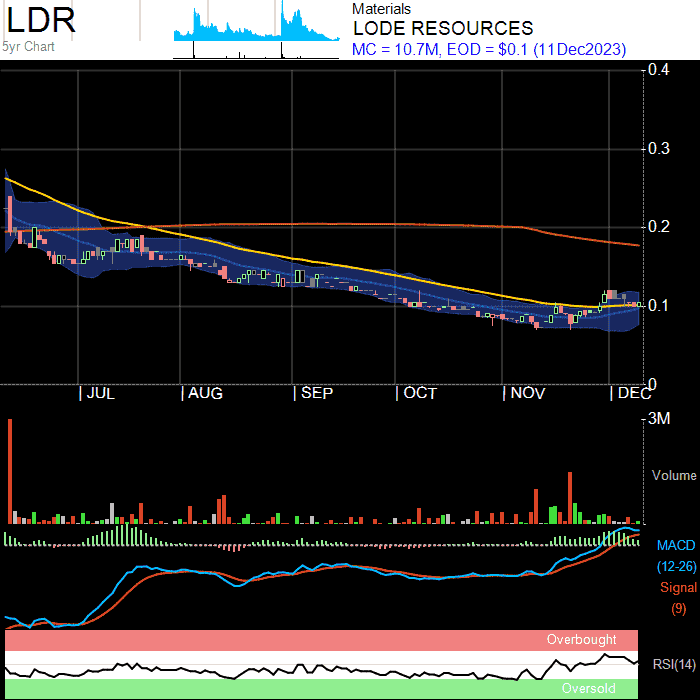 LDR
5yr Chart
Materials
LODE RESOURCES
MC = 10.7M, EOD = $0.1 (11Dec2023)
0.4
0.3
0.2
0.1
0
JUL
AUG
SEP
OCT
NOV
DEC
3M
Volume
MACD
(12-26)
Signal
(9)
Overbought
RSI(14)
Oversold